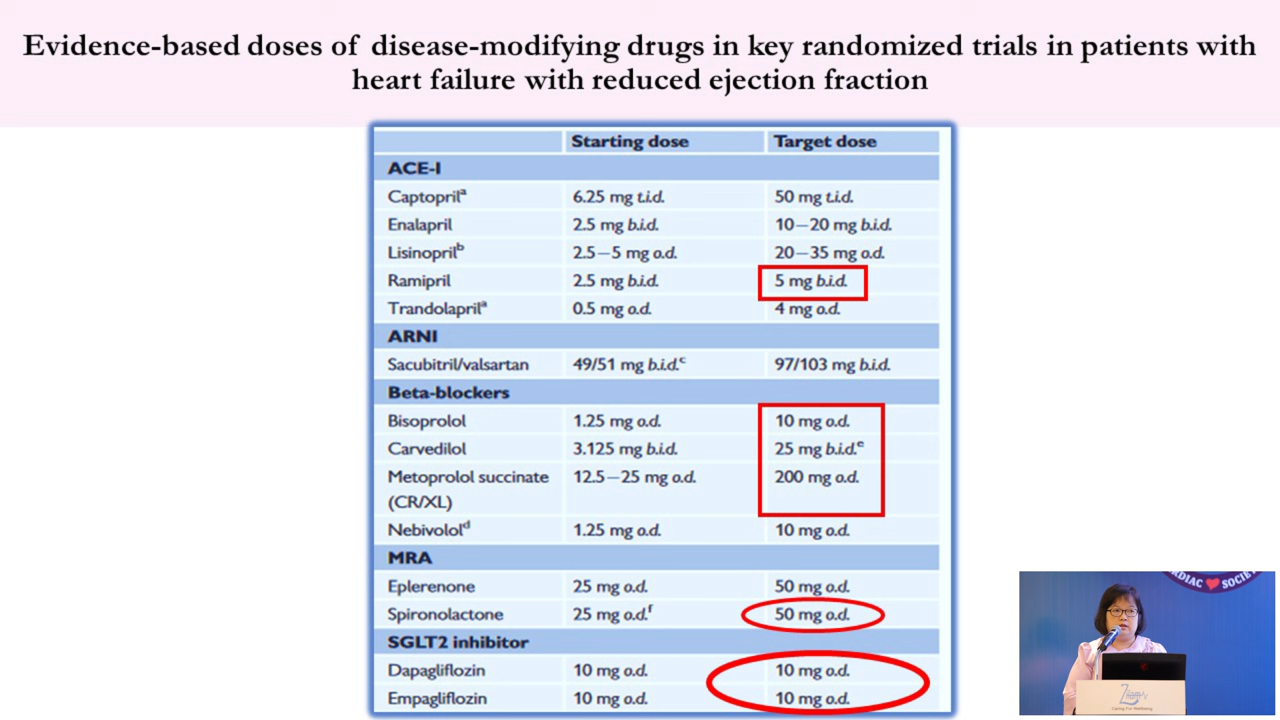 Evidence-based doses of disease-modifying drugs in key randomized trials in patients with
heart failure with reduced ejection fraction
Starting dose Target dose
ACE-I
Captoprilᵃ 6.25 mg t.i.d. 50 mg t.i.d.
Enalapril 2.5 mg b.i.d. 10–20 mg b.i.d.
Lisinoprilᵇ 2.5–5 mg o.d. 20–35 mg o.d.
Ramipril 2.5 mg b.i.d. 5 mg b.i.d.
Trandolaprilᵃ 0.5 mg o.d. 4 mg o.d.
ARNI
Sacubitril/valsartan 49/51 mg b.i.d.ᶜ 97/103 mg b.i.d.
Beta-blockers
Bisoprolol 1.25 mg o.d. 10 mg o.d.
Carvedilol 3.125 mg b.i.d. 25 mg b.i.d.ᵉ
Metoprolol succinate 12.5–25 mg o.d. 200 mg o.d.
(CR/XL)
Nebivololᵈ 1.25 mg o.d. 10 mg o.d.
MRA
Eplerenone 25 mg o.d. 50 mg o.d.
Spironolactone 25 mg o.d.ᶠ 50 mg o.d.
SGLT2 inhibitor
Dapagliflozin 10 mg o.d. 10 mg o.d.
Empagliflozin 10 mg o.d. 10 mg o.d.
Caring For Wellbeing